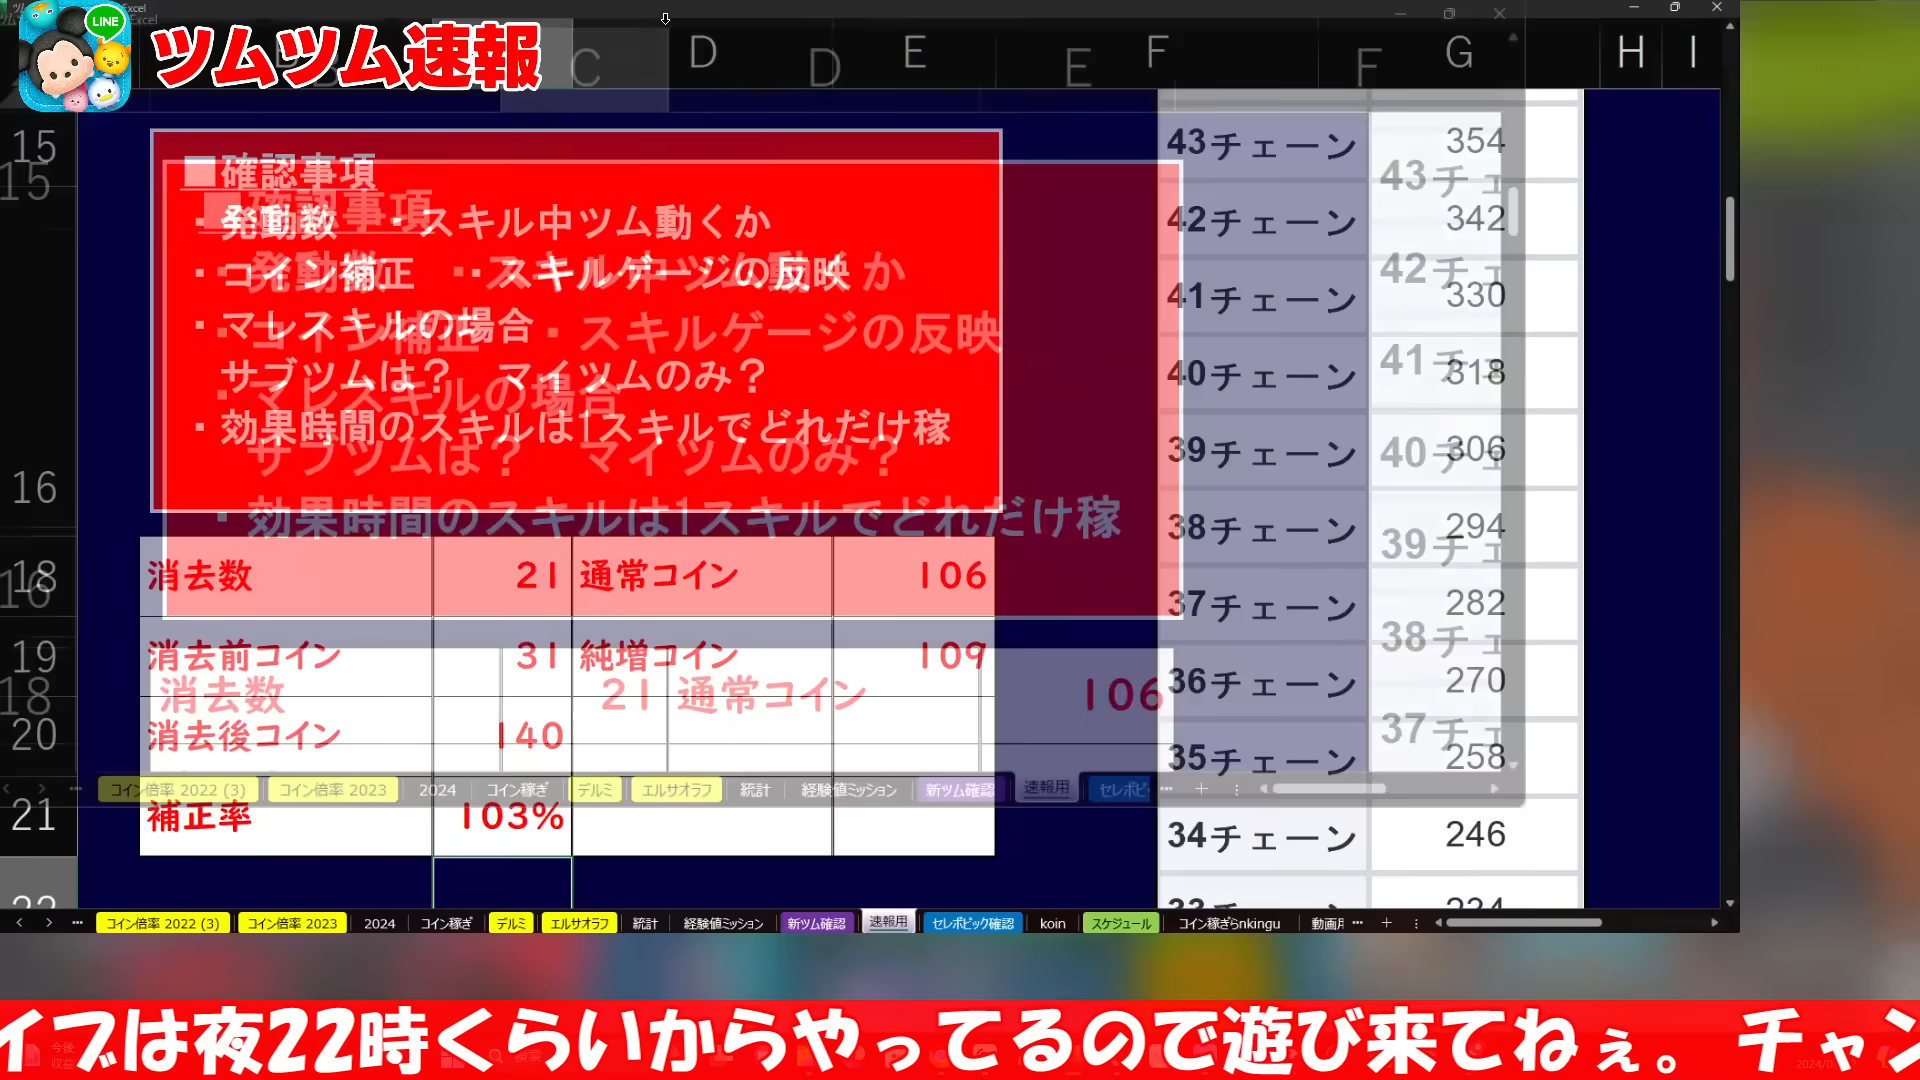 ツムツム速報
LINE
C D E F G H I
■確認事項
・発動数 ・スキル中ツム動くか
・コイン補正 ・スキルゲージの反映
・マレスキルの場合
サブツムは？ マイツムのみ？
・効果時間のスキルは1スキルでどれだけ稼
15
16
18 消去数 21 通常コイン 106
19 消去前コイン 31 純増コイン 109
20 消去後コイン 140
21 補正率 103%
43チェーン 354
42チェーン 342
41チェーン 330
40チェーン 318
39チェーン 306
38チェーン 294
37チェーン 282
36チェーン 270
35チェーン 258
34チェーン 246
コイン倍率 2022 (3) コイン倍率 2023 2024 コイン稼ぎ デルミ エルサオラフ 統計 経験値ミッション 新ツム確認 速報用 セレボピック確認 koin スケジュール コイン稼ぎらnkingu
イブは夜22時くらいからやってるので遊び来てねぇ。 チャン